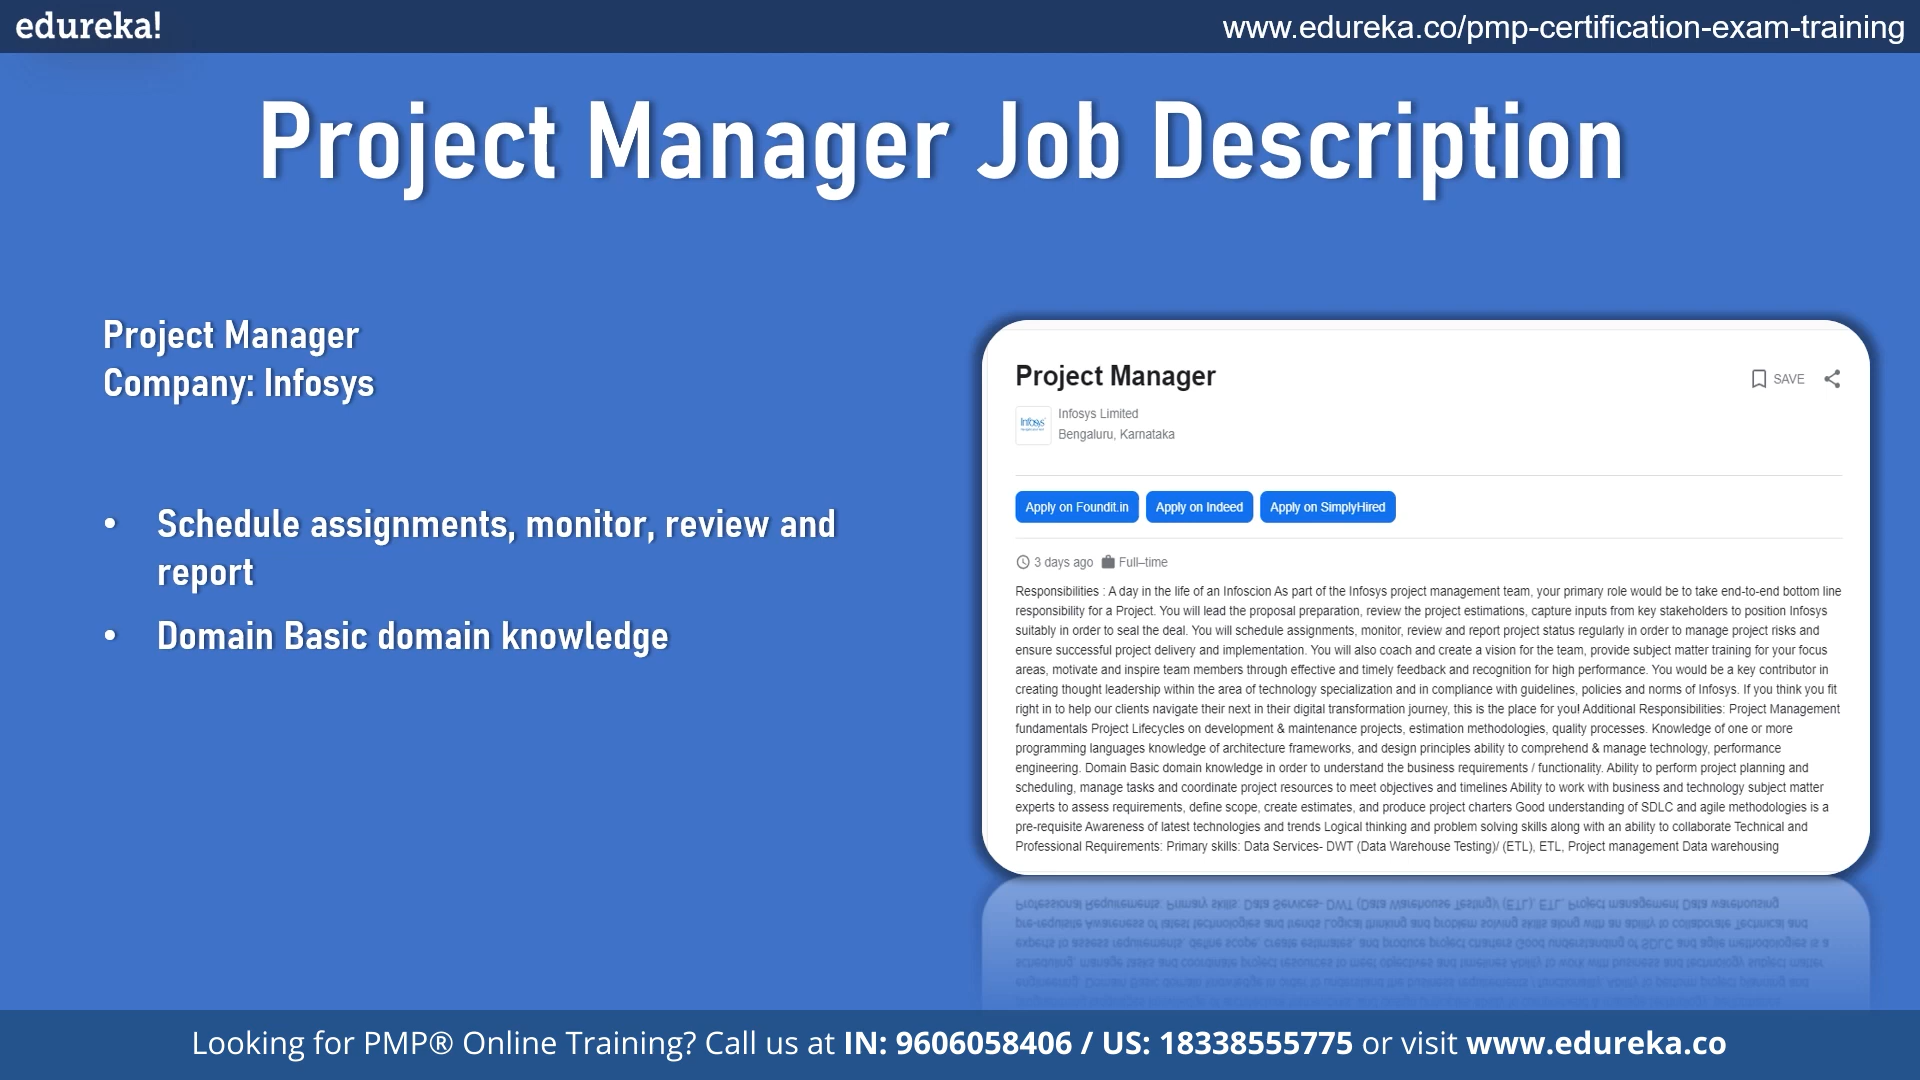 edureka!
www.edureka.co/pmp-certification-exam-training
Project Manager Job Description
Project Manager
Company: Infosys
• Schedule assignments, monitor, review and
report
• Domain Basic domain knowledge
Project Manager
SAVE
Infosys
Infosys Limited
Bengaluru, Karnataka
Apply on Foundit.in Apply on Indeed Apply on SimplyHired
3 days ago Full–time
Responsibilities : A day in the life of an Infoscion As part of the Infosys project management team, your primary role would be to take end-to-end bottom line
responsibility for a Project. You will lead the proposal preparation, review the project estimations, capture inputs from key stakeholders to position Infosys
suitably in order to seal the deal. You will schedule assignments, monitor, review and report project status regularly in order to manage project risks and
ensure successful project delivery and implementation. You will also coach and create a vision for the team, provide subject matter training for your focus
areas, motivate and inspire team members through effective and timely feedback and recognition for high performance. You would be a key contributor in
creating thought leadership within the area of technology specialization and in compliance with guidelines, policies and norms of Infosys. If you think you fit
right in to help our clients navigate their next in their digital transformation journey, this is the place for you! Additional Responsibilities: Project Management
fundamentals Project Lifecycles on development & maintenance projects, estimation methodologies, quality processes. Knowledge of one or more
programming languages knowledge of architecture frameworks, and design principles ability to comprehend & manage technology, performance
engineering. Domain Basic domain knowledge in order to understand the business requirements / functionality. Ability to perform project planning and
scheduling, manage tasks and coordinate project resources to meet objectives and timelines Ability to work with business and technology subject matter
experts to assess requirements, define scope, create estimates, and produce project charters Good understanding of SDLC and agile methodologies is a
pre-requisite Awareness of latest technologies and trends Logical thinking and problem solving skills along with an ability to collaborate Technical and
Professional Requirements: Primary skills: Data Services- DWT (Data Warehouse Testing)/ (ETL), ETL, Project management Data warehousing
Looking for PMP® Online Training? Call us at IN: 9606058406 / US: 18338555775 or visit www.edureka.co